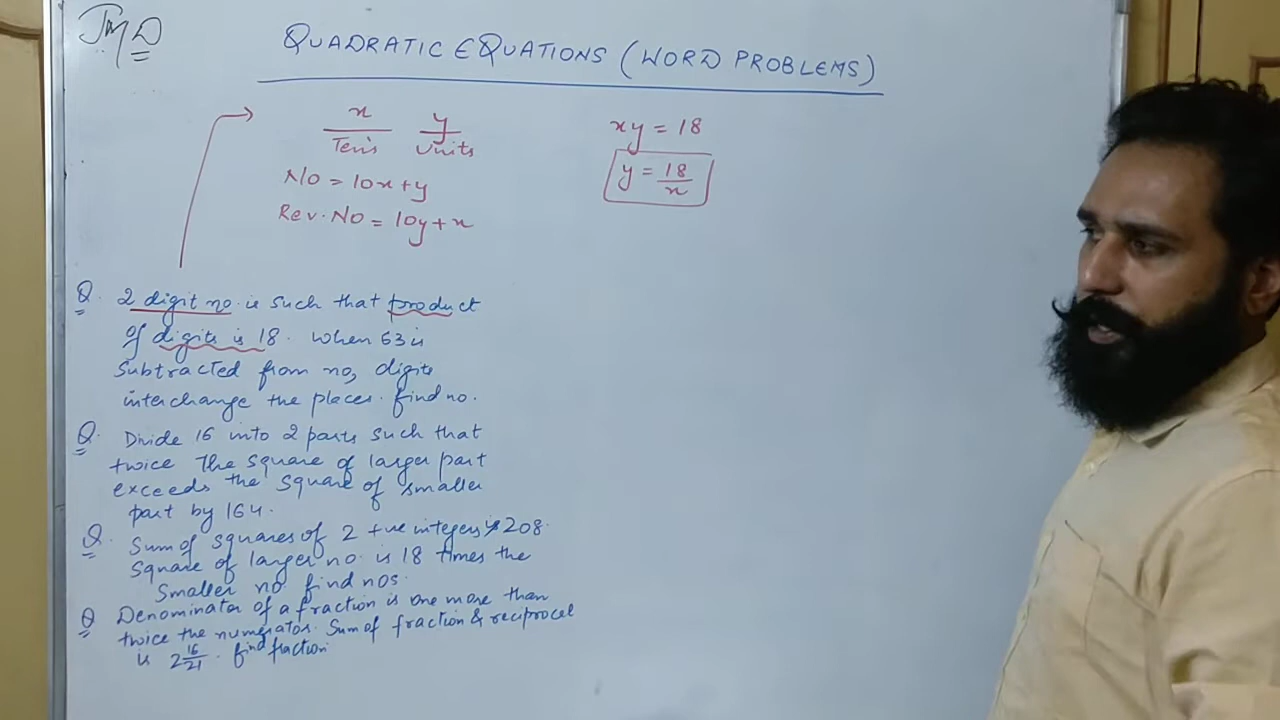 JMD
QUADRATIC EQUATIONS (WORD PROBLEMS)
x y
Ten's Units
No = 10x+y
Rev. No = 10y+x
xy = 18
y = 18/x
Q. 2 digit no. is such that product
of digits is 18. When 63 is
subtracted from no, digits
interchange the places. find no.
Q. Divide 16 into 2 parts such that
twice the square of larger part
exceeds the square of smaller
part by 164.
Q. Sum of squares of 2 +ve integers is 208.
Square of larger no. is 18 times the
Smaller no find nos.
Q Denominator of a fraction is one more than
twice the numerator. Sum of fraction & reciprocel
is 2 16/21. find fraction